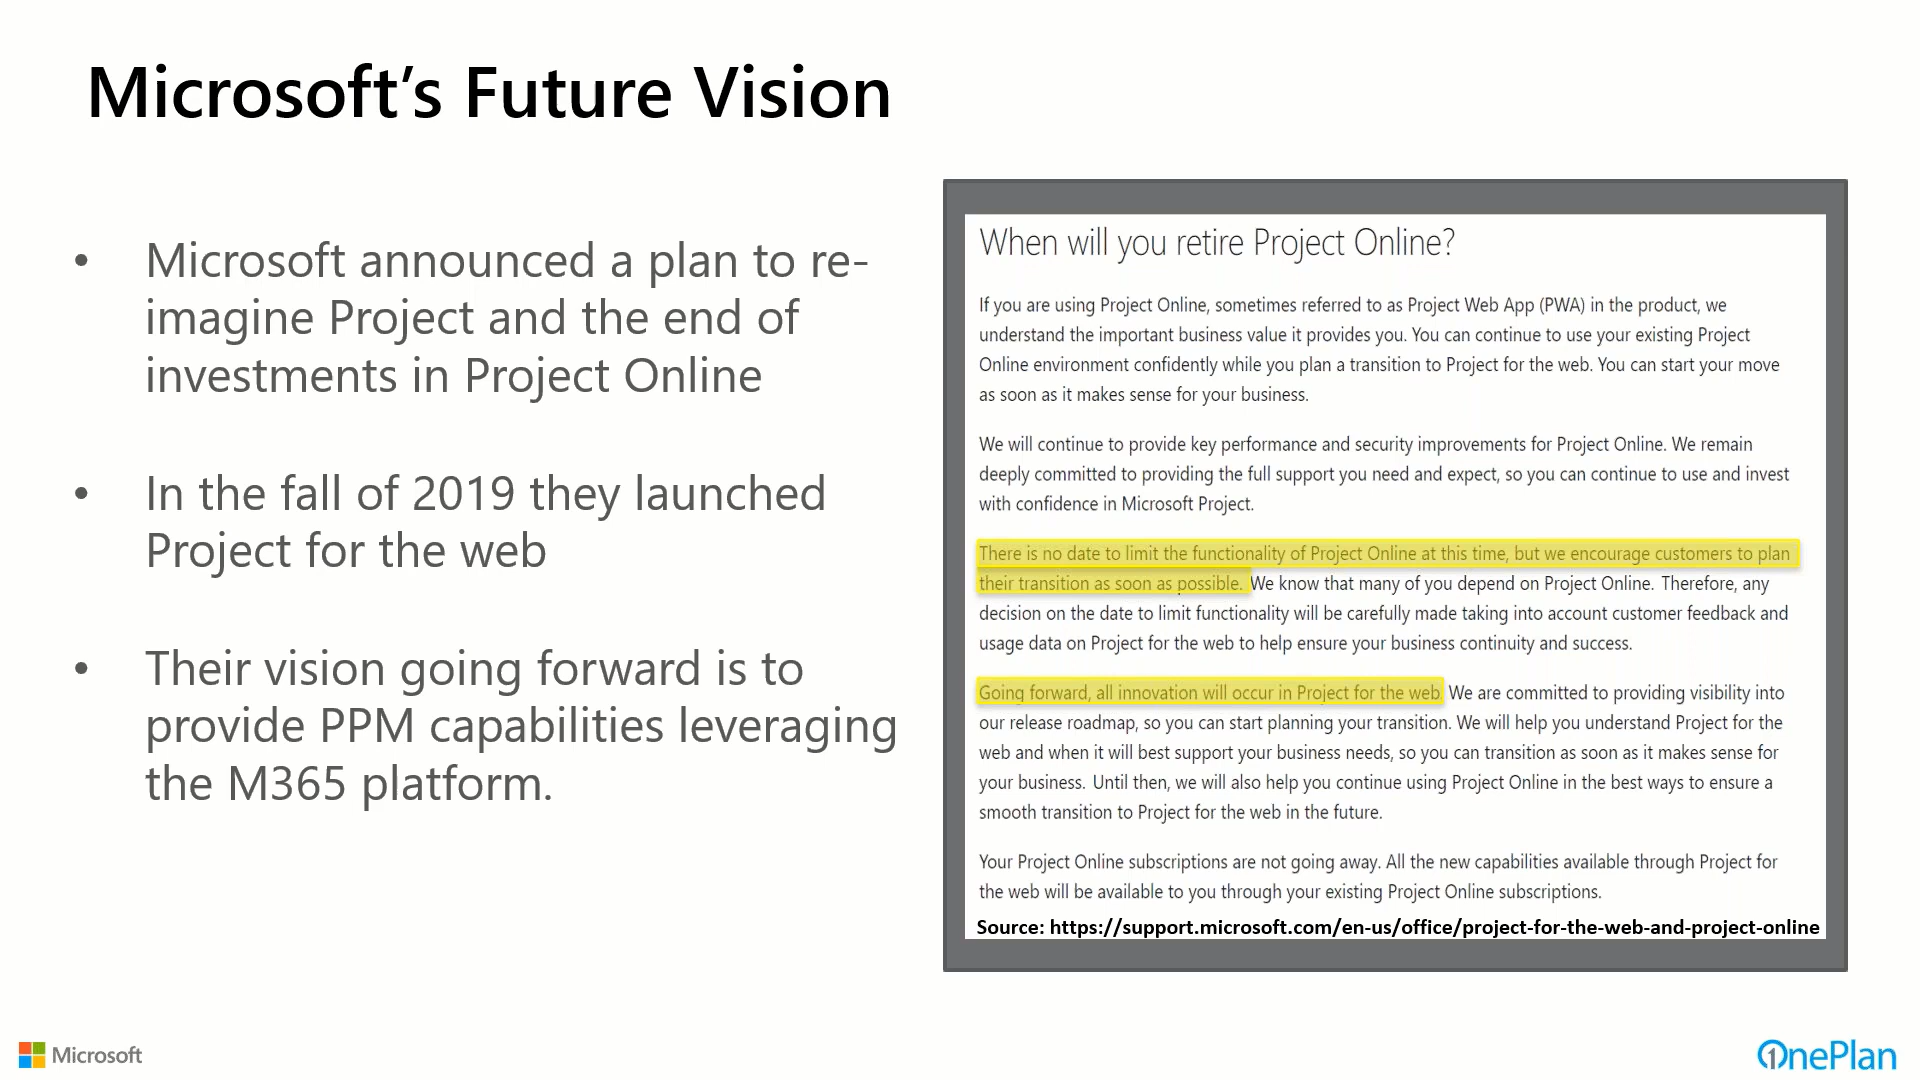 Microsoft's Future Vision
• Microsoft announced a plan to re-
imagine Project and the end of
investments in Project Online
• In the fall of 2019 they launched
Project for the web
• Their vision going forward is to
provide PPM capabilities leveraging
the M365 platform.
When will you retire Project Online?
If you are using Project Online, sometimes referred to as Project Web App (PWA) in the product, we
understand the important business value it provides you. You can continue to use your existing Project
Online environment confidently while you plan a transition to Project for the web. You can start your move
as soon as it makes sense for your business.
We will continue to provide key performance and security improvements for Project Online. We remain
deeply committed to providing the full support you need and expect, so you can continue to use and invest
with confidence in Microsoft Project.
There is no date to limit the functionality of Project Online at this time, but we encourage customers to plan
their transition as soon as possible. We know that many of you depend on Project Online. Therefore, any
decision on the date to limit functionality will be carefully made taking into account customer feedback and
usage data on Project for the web to help ensure your business continuity and success.
Going forward, all innovation will occur in Project for the web. We are committed to providing visibility into
our release roadmap, so you can start planning your transition. We will help you understand Project for the
web and when it will best support your business needs, so you can transition as soon as it makes sense for
your business. Until then, we will also help you continue using Project Online in the best ways to ensure a
smooth transition to Project for the web in the future.
Your Project Online subscriptions are not going away. All the new capabilities available through Project for
the web will be available to you through your existing Project Online subscriptions.
Source: https://support.microsoft.com/en-us/office/project-for-the-web-and-project-online
Microsoft
OnePlan